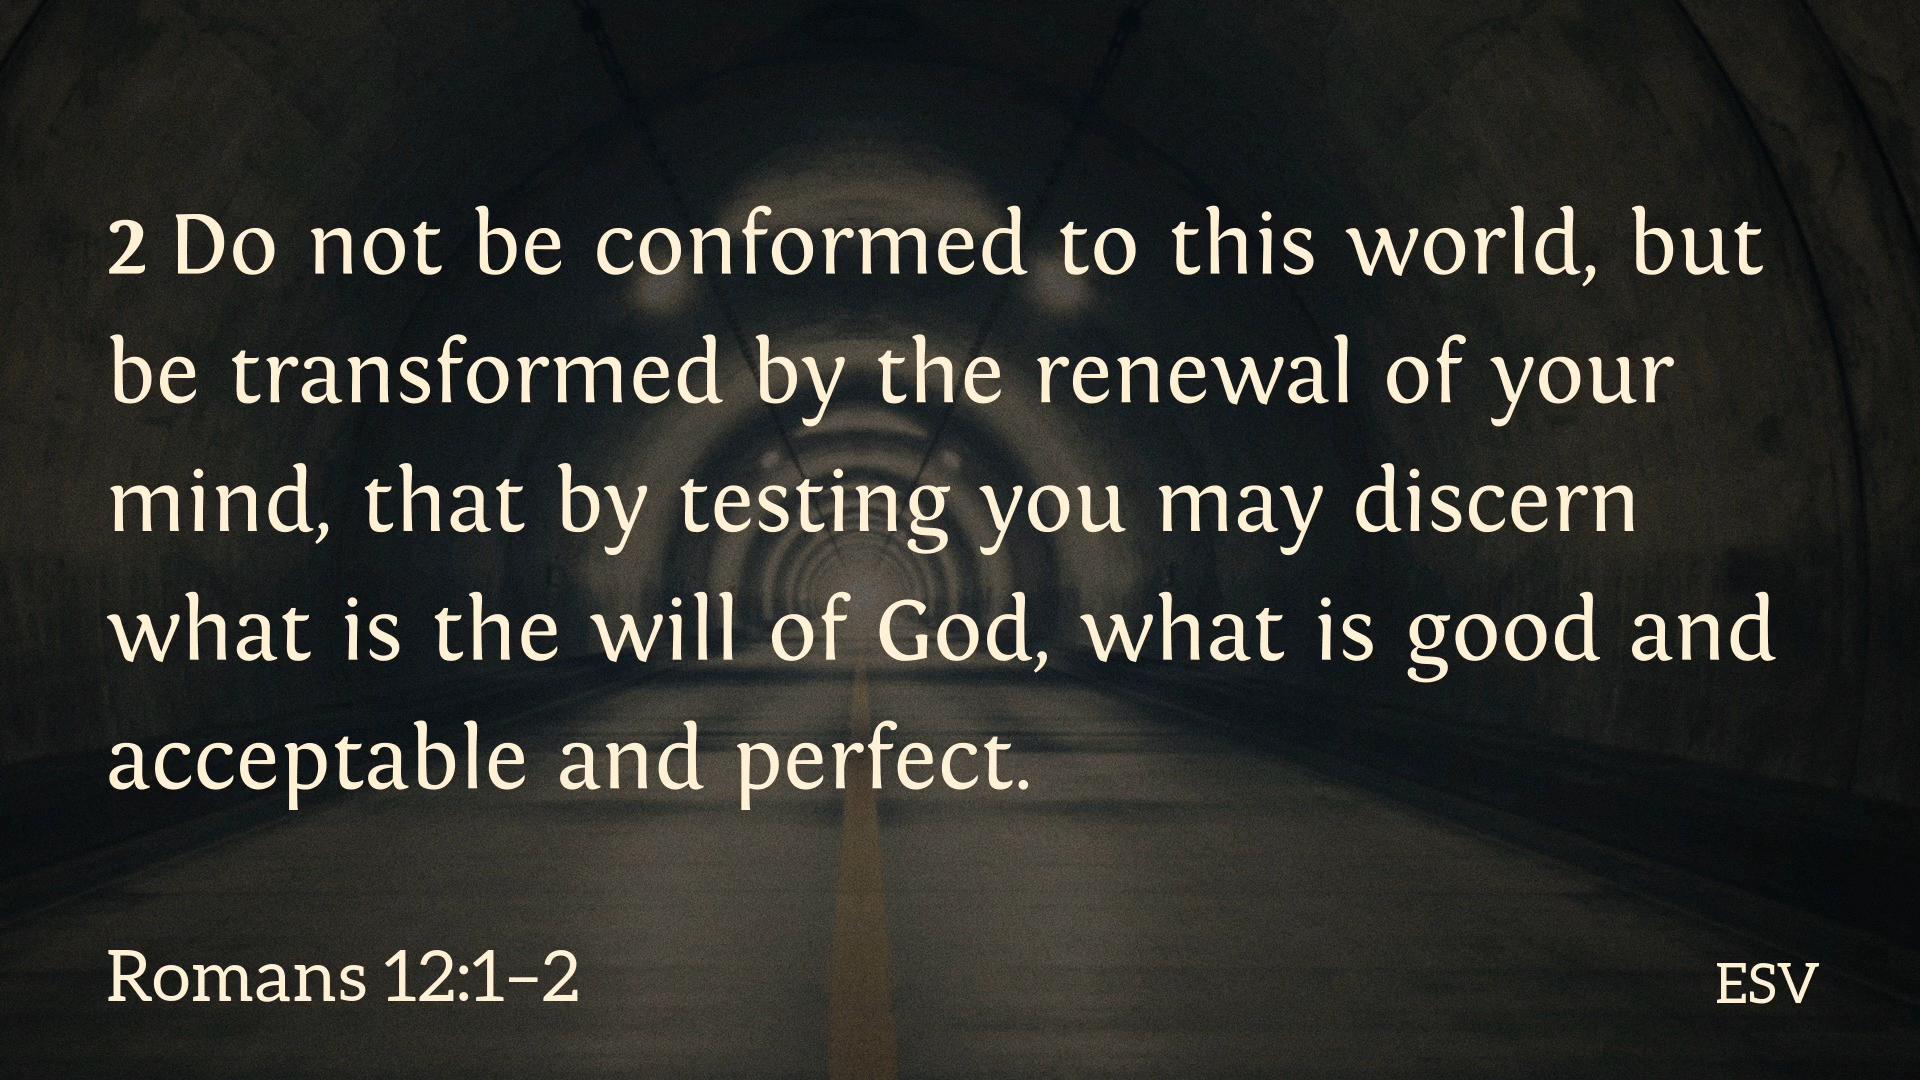 2 Do not be conformed to this world, but
be transformed by the renewal of your
mind, that by testing you may discern
what is the will of God, what is good and
acceptable and perfect.
Romans 12:1–2
ESV